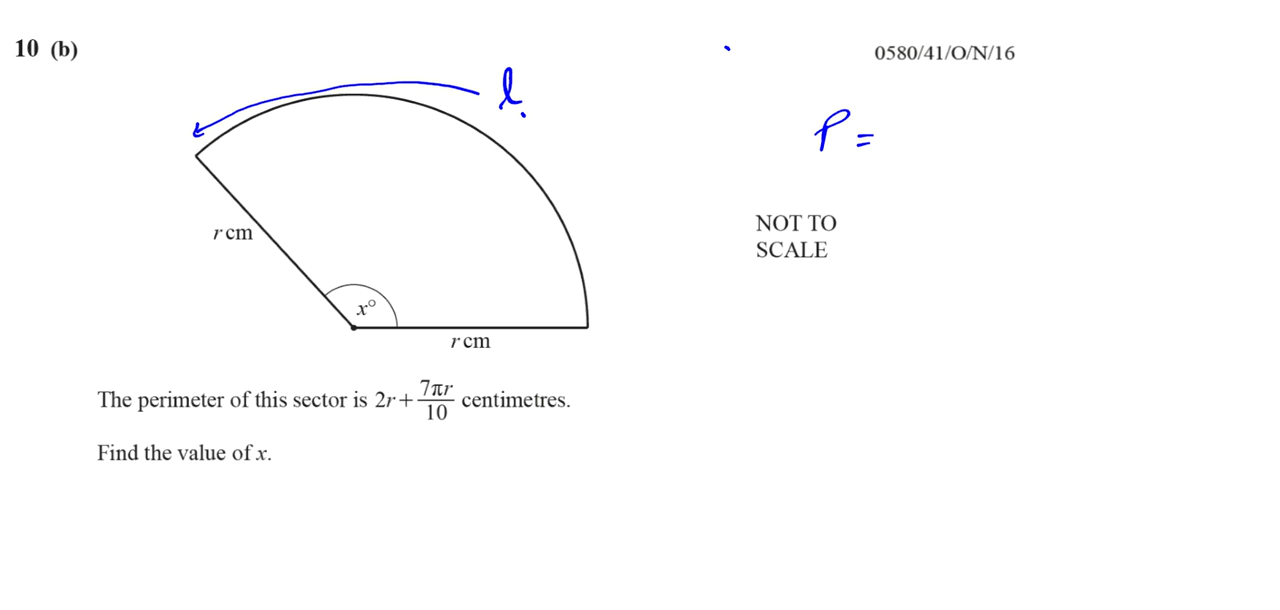 10 (b)
0580/41/O/N/16
l
P =
NOT TO
SCALE
r cm
x°
r cm
The perimeter of this sector is 2r + 7πr/10 centimetres.
Find the value of x.